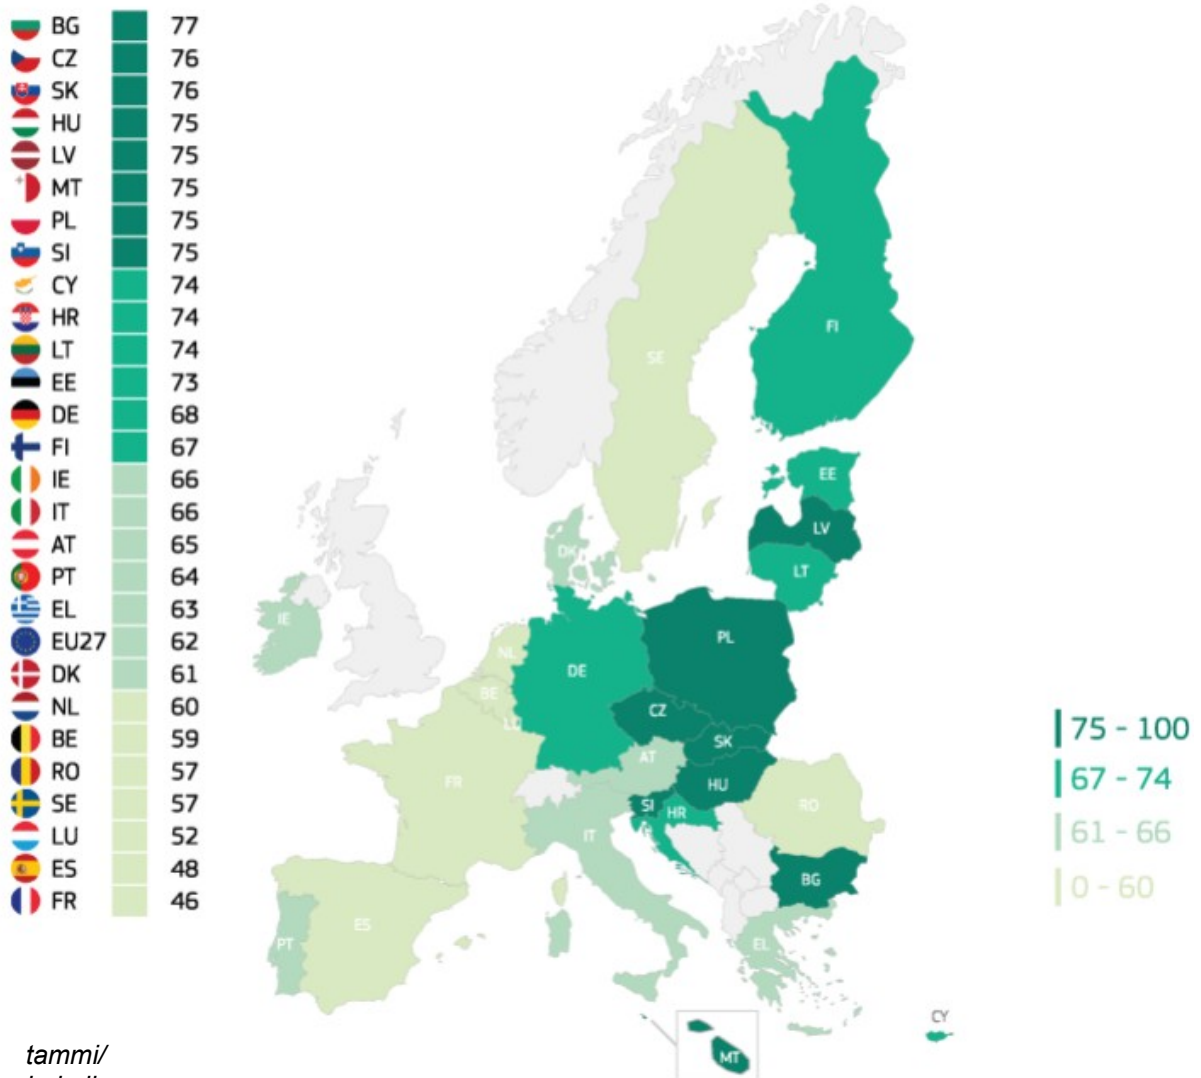 BG 77
CZ 76
SK 76
HU 75
LV 75
MT 75
PL 75
SI 75
CY 74
HR 74
LT 74
EE 73
DE 68
FI 67
IE 66
IT 66
AT 65
PT 64
EL 63
EU27 62
DK 61
NL 60
BE 59
RO 57
SE 57
LU 52
ES 48
FR 46
FI
SE
EE
LV
LT
DK
IE
PL
NL
DE
BE
CZ
LU
SK
AT
HU
FR
SI
HR
RO
IT
BG
ES
PT
EL
CY
MT
75 - 100
67 - 74
61 - 66
0 - 60
tammi/